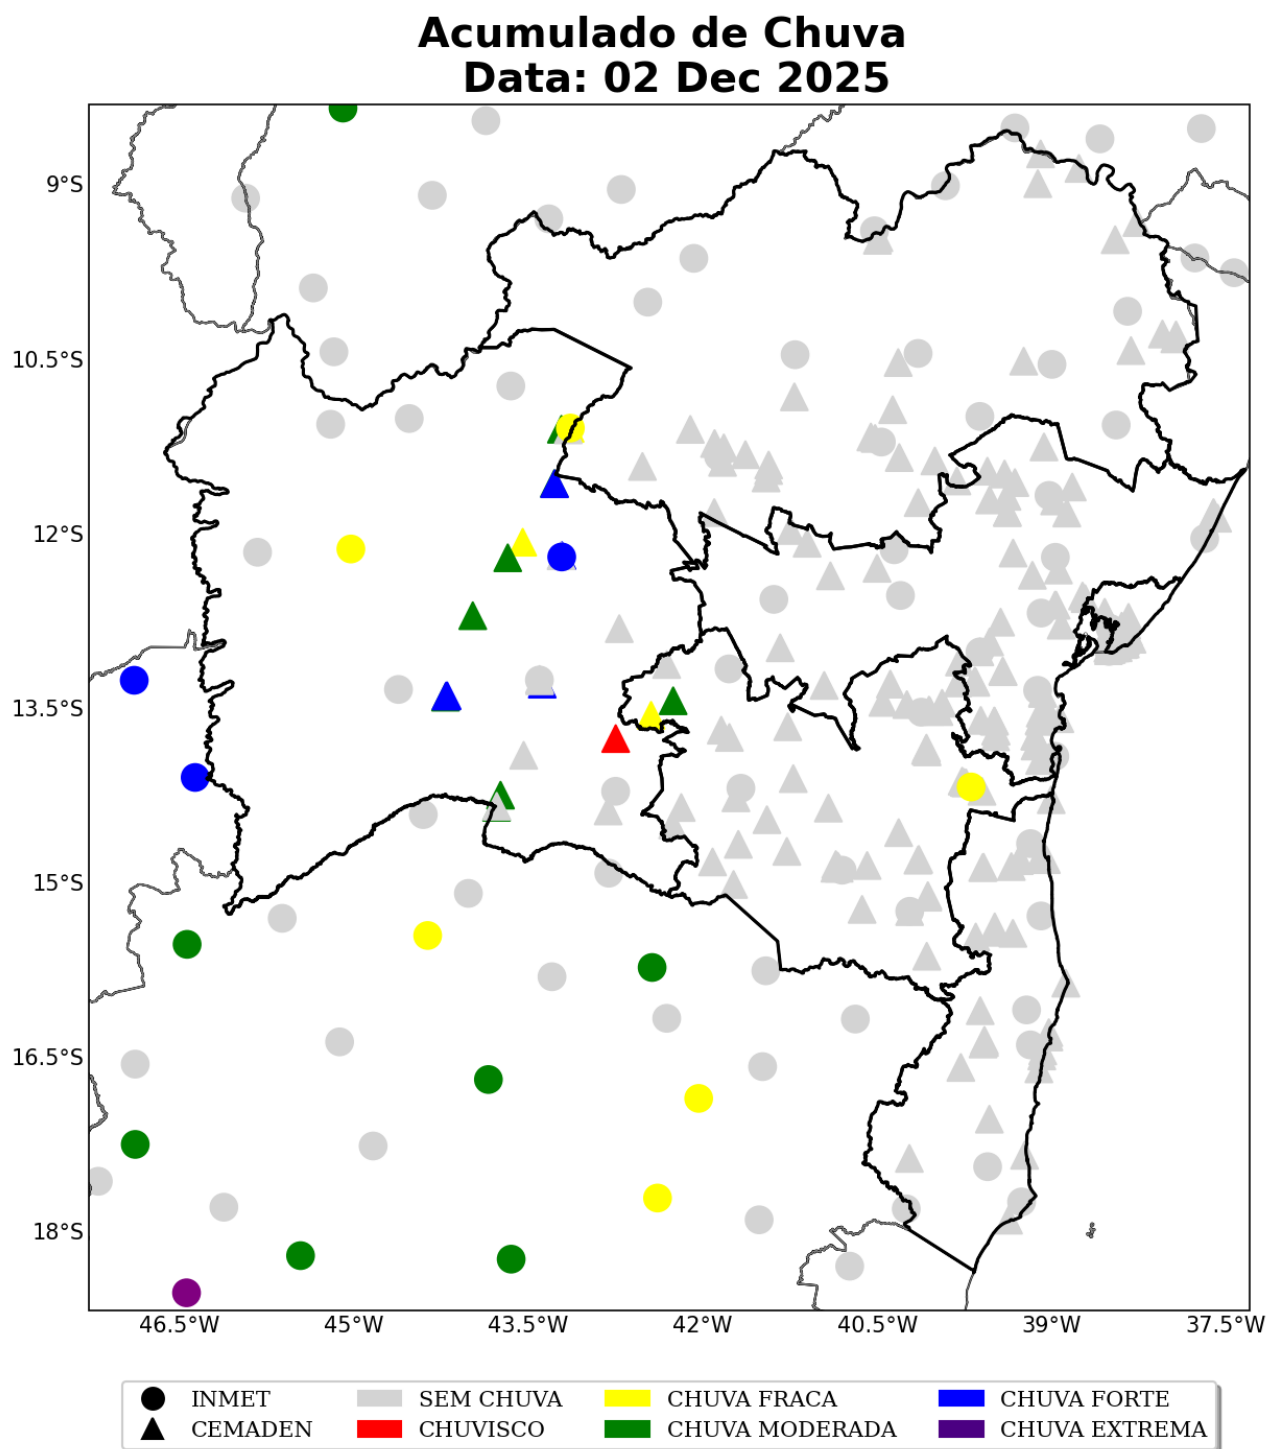 Acumulado de Chuva
Data: 02 Dec 2025
9°S
10.5°S
12°S
13.5°S
15°S
16.5°S
18°S
46.5°W 45°W 43.5°W 42°W 40.5°W 39°W 37.5°W
INMET SEM CHUVA CHUVA FRACA CHUVA FORTE
CEMADEN CHUVISCO CHUVA MODERADA CHUVA EXTREMA